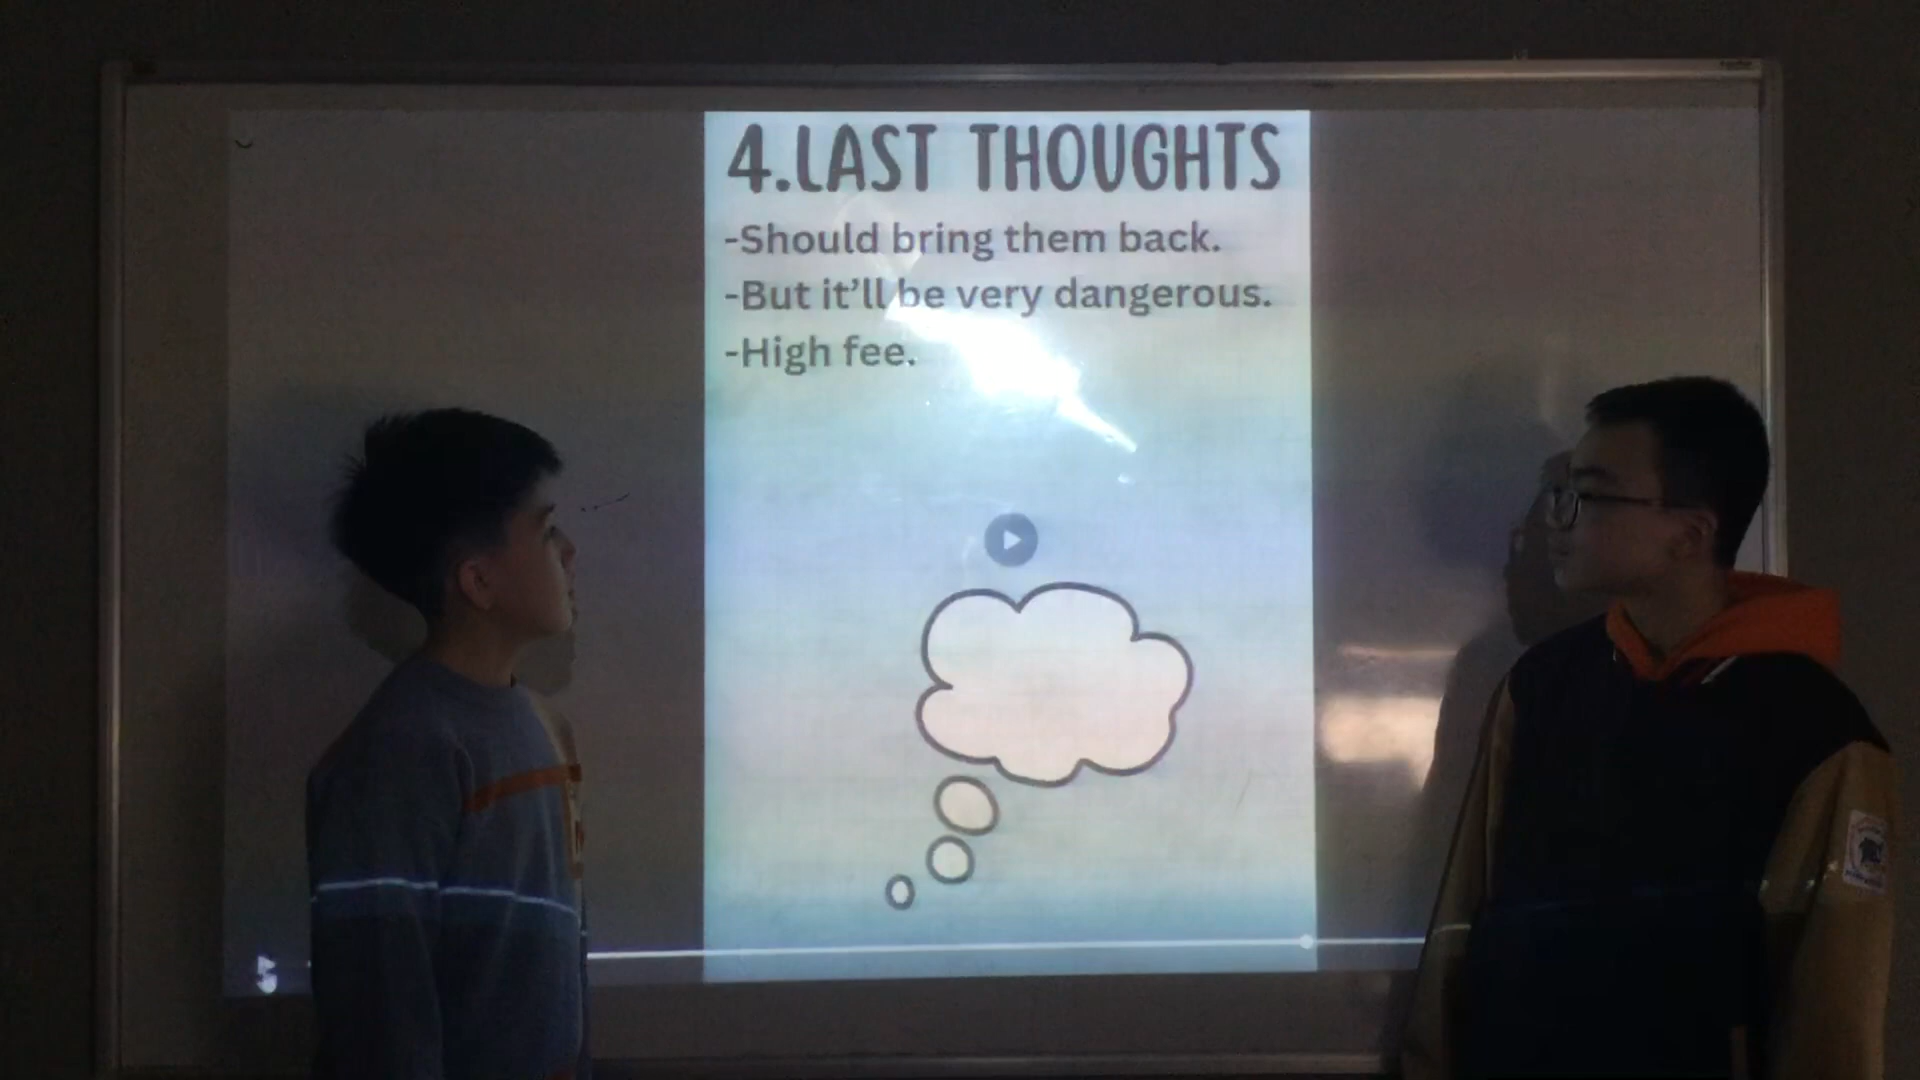 4.LAST THOUGHTS
-Should bring them back.
-But it'll be very dangerous.
-High fee.